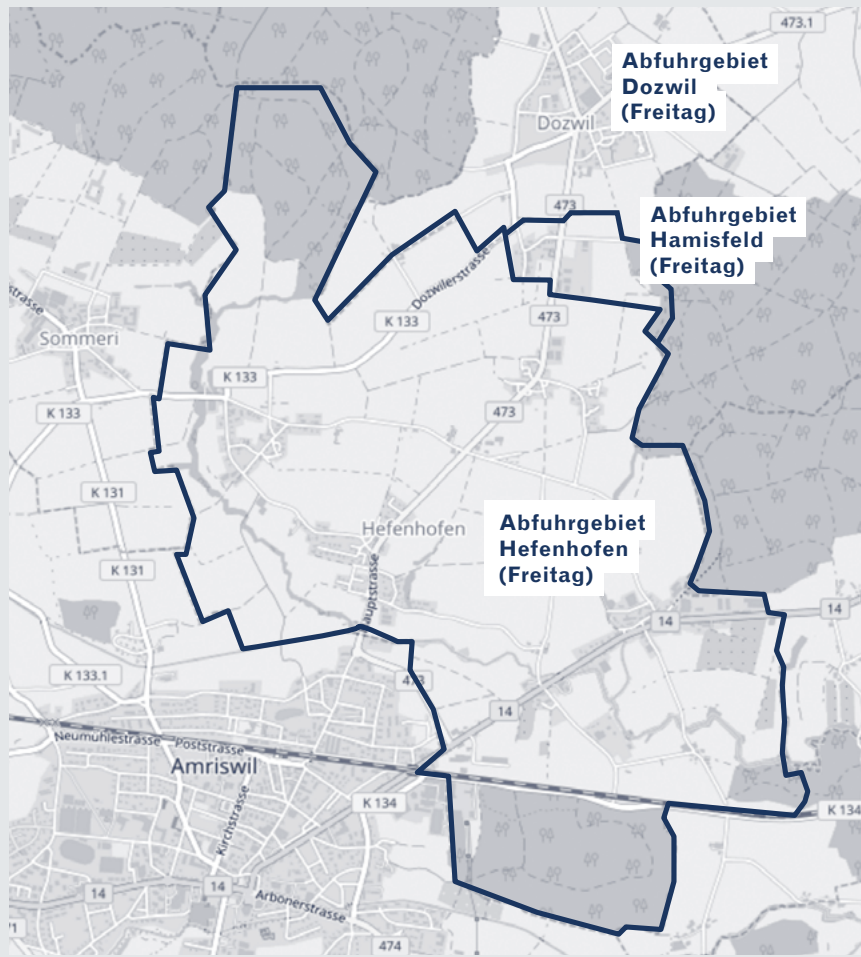 473.1
Abfuhrgebiet
Dozwil
(Freitag)
Dozwil
473
Abfuhrgebiet
Hamisfeld
(Freitag)
Dozwilerstrasse
strasse
K 133
473
Sommeri
K 133
K 133
473
K 131
Hefenhofen
Abfuhrgebiet
Hefenhofen
(Freitag)
K 131
auptstrasse
14
14
K 133.1
473
14
Neumühlestrasse
Poststrasse
Amriswil
K 134
K 134
Kirchstrasse
14
14
Arbonerstrasse
71
474